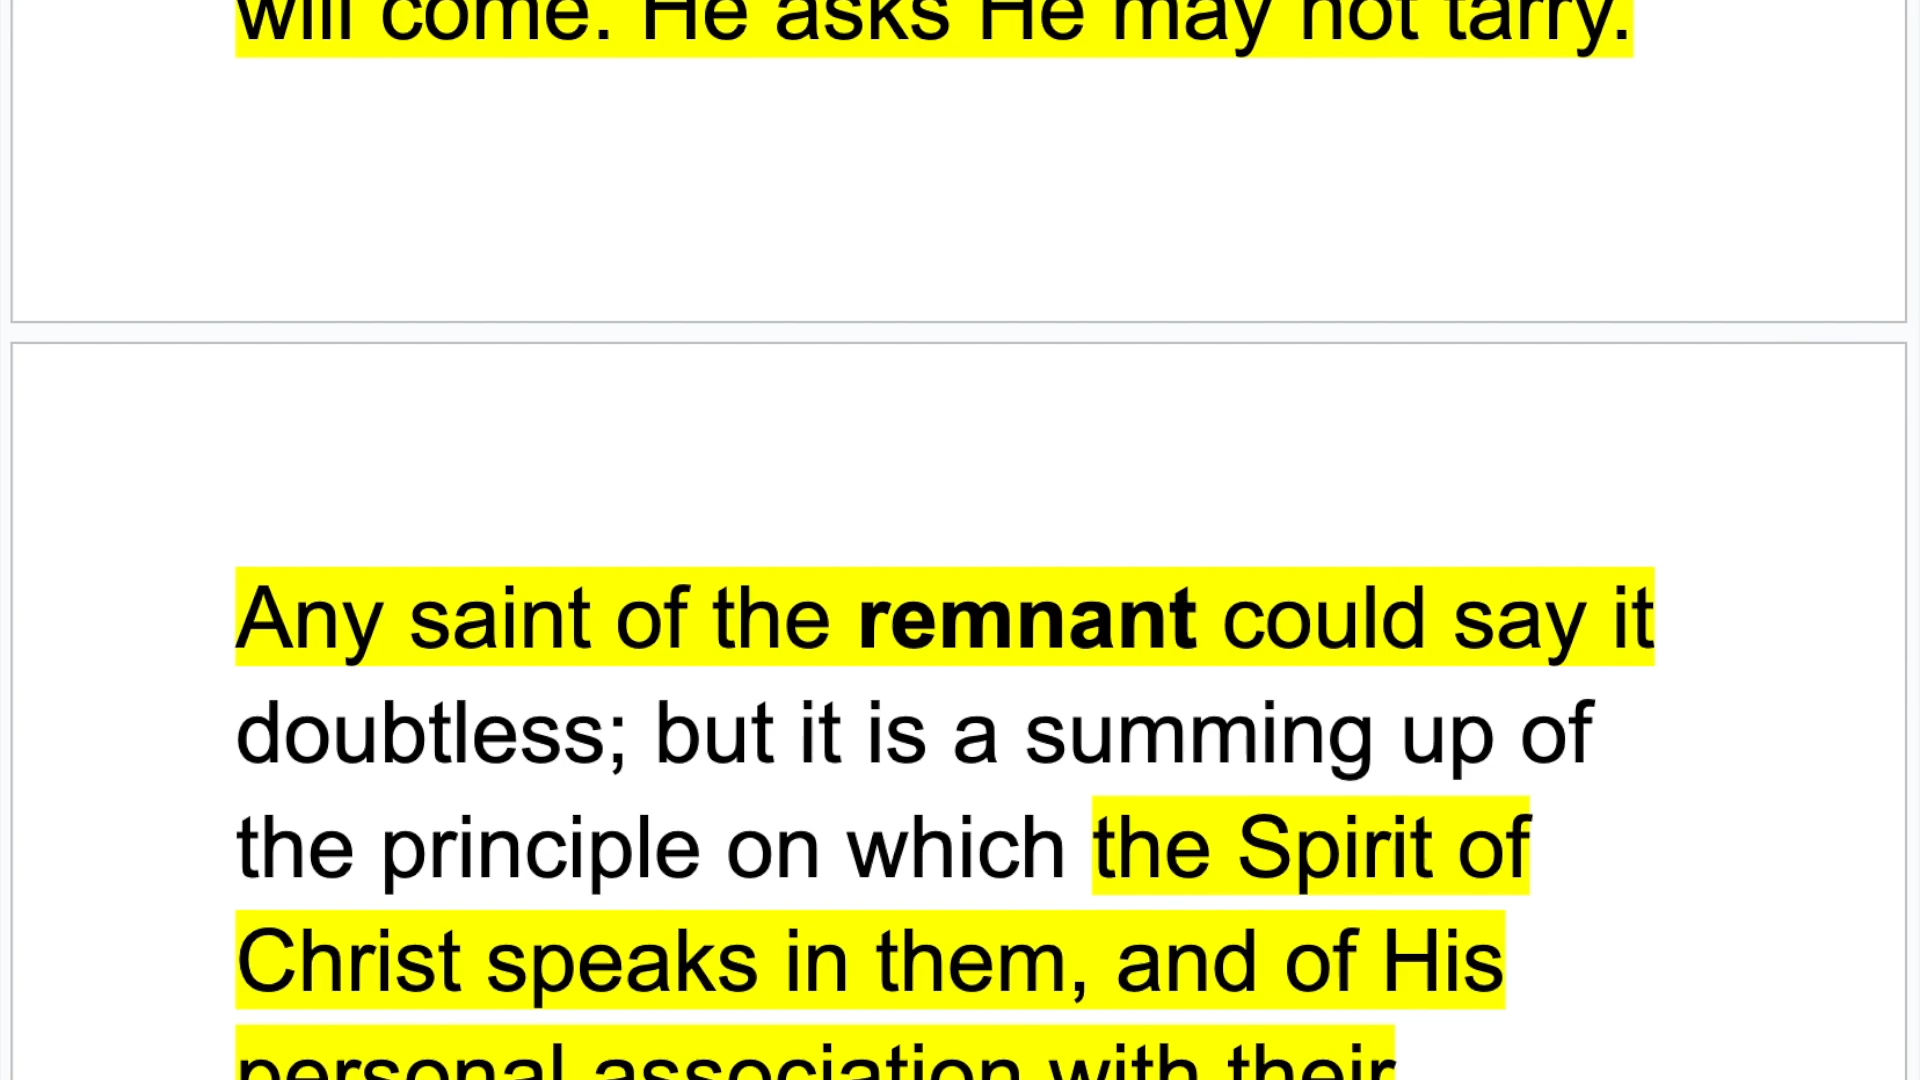 will come. He asks He may not tarry.
Any saint of the remnant could say it
doubtless; but it is a summing up of
the principle on which the Spirit of
Christ speaks in them, and of His
personal association with their